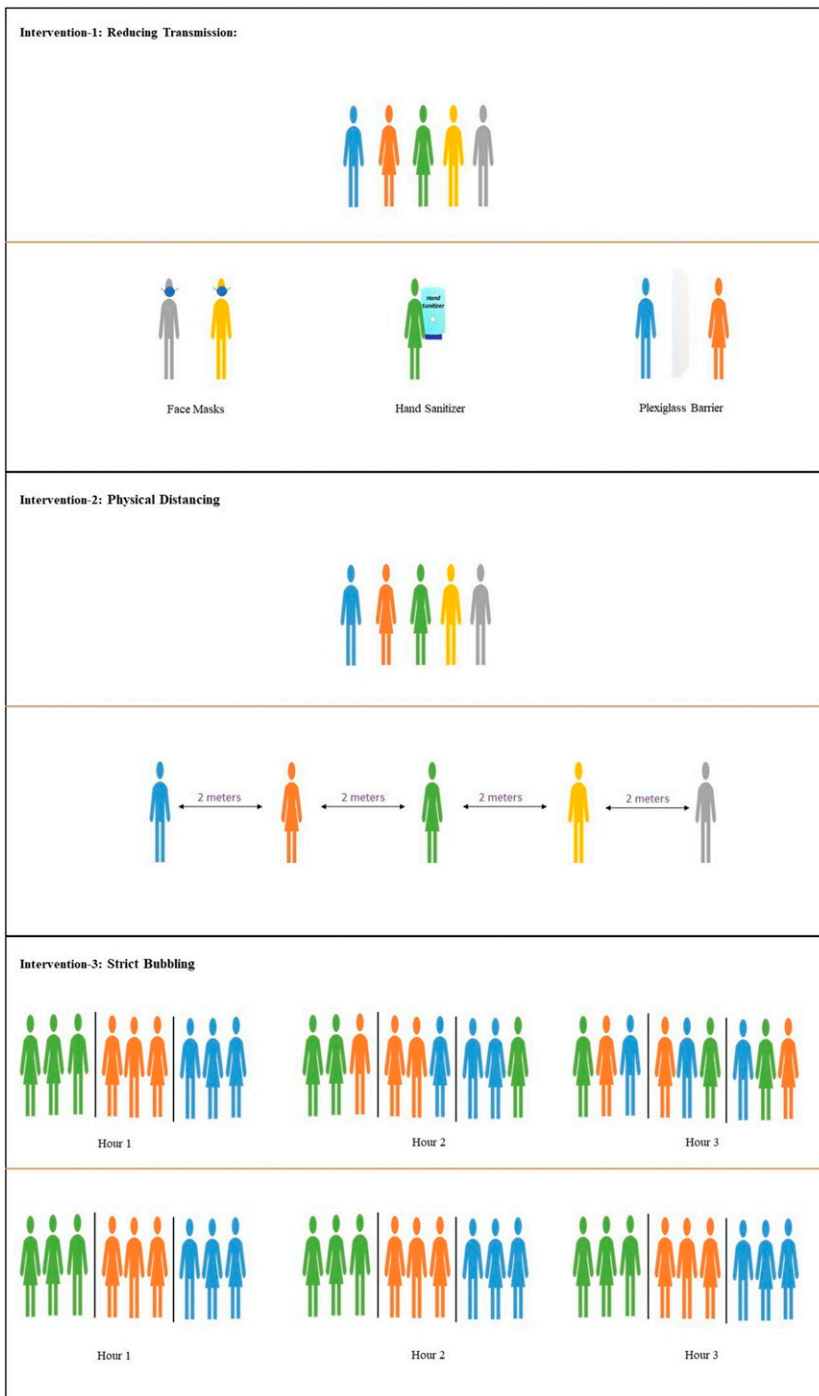 Intervention-1: Reducing Transmission:
Hand
Sanitizer
Face Masks
Hand Sanitizer
Plexiglass Barrier
Intervention-2: Physical Distancing
2 meters
2 meters
2 meters
2 meters
Intervention-3: Strict Bubbling
Hour 1
Hour 2
Hour 3
Hour 1
Hour 2
Hour 3